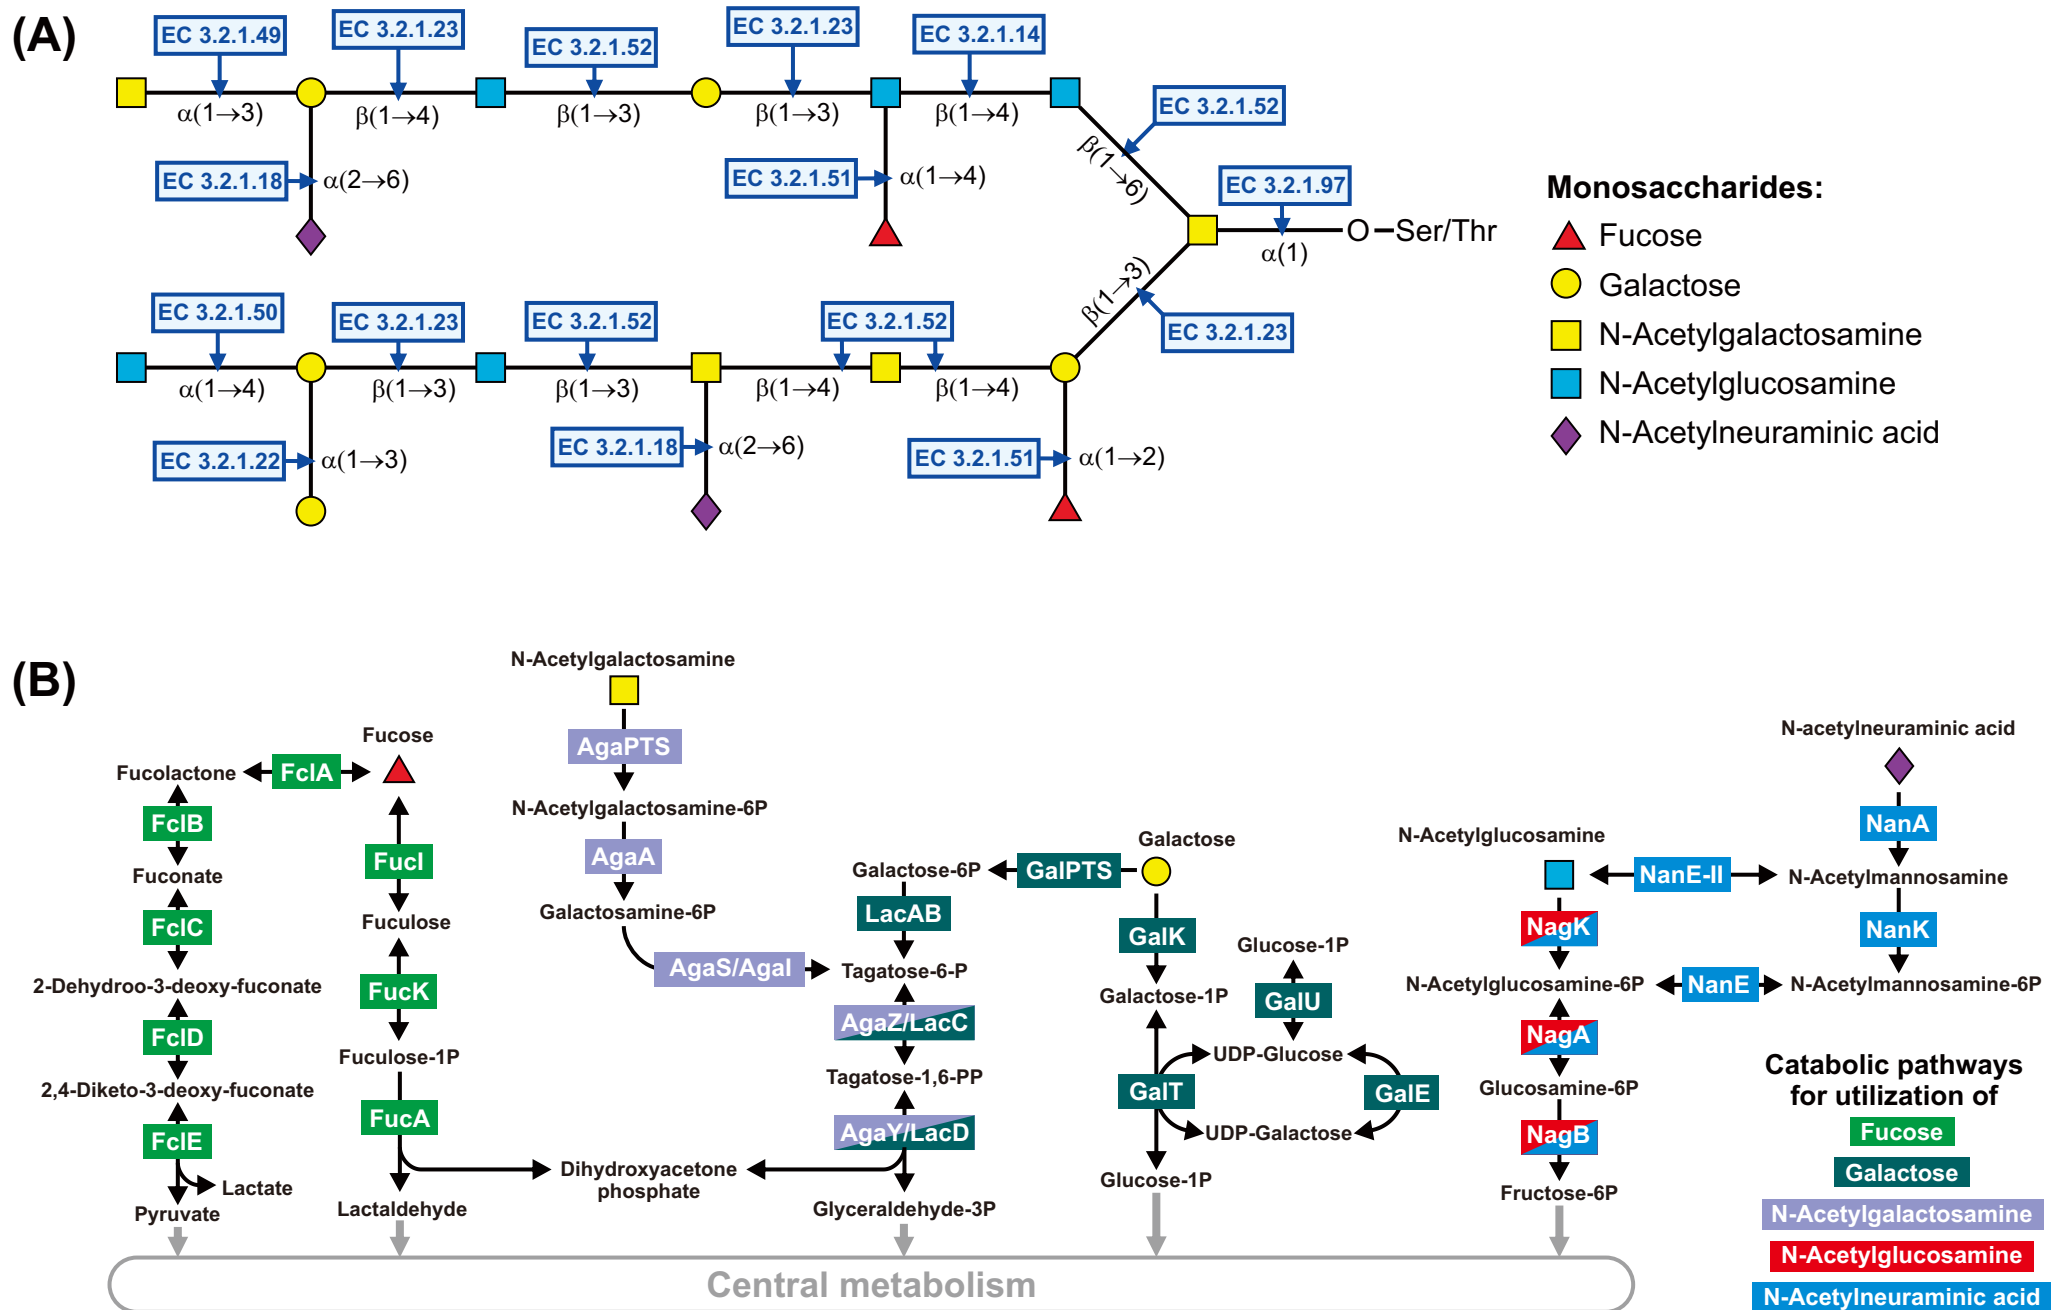 (A)
EC 3.2.1.49
EC 3.2.1.23
EC 3.2.1.52
EC 3.2.1.23
EC 3.2.1.14
α(1→3)
β(1→4)
β(1→3)
β(1→3)
β(1→4)
EC 3.2.1.52
β(1→6)
EC 3.2.1.18
α(2→6)
EC 3.2.1.51
α(1→4)
EC 3.2.1.97
α(1)
O
Ser/Thr
β(1→3)
EC 3.2.1.23
EC 3.2.1.50
EC 3.2.1.23
EC 3.2.1.52
EC 3.2.1.52
α(1→4)
β(1→3)
β(1→3)
β(1→4)
β(1→4)
EC 3.2.1.22
α(1→3)
EC 3.2.1.18
α(2→6)
EC 3.2.1.51
α(1→2)
Monosaccharides:
Fucose
Galactose
N-Acetylgalactosamine
N-Acetylglucosamine
N-Acetylneuraminic acid
(B)
Fucolactone
FclA
Fucose
FclB
Fuconate
FclC
2-Dehydroo-3-deoxy-fuconate
FclD
2,4-Diketo-3-deoxy-fuconate
FclE
Lactate
Pyruvate
FucI
Fuculose
FucK
Fuculose-1P
FucA
Lactaldehyde
Dihydroxyacetone
phosphate
N-Acetylgalactosamine
AgaPTS
N-Acetylgalactosamine-6P
AgaA
Galactosamine-6P
AgaS/AgaI
Galactose-6P
GalPTS
Galactose
LacAB
Tagatose-6-P
AgaZ/LacC
Tagatose-1,6-PP
AgaY/LacD
Glyceraldehyde-3P
GalK
Galactose-1P
GalT
Glucose-1P
Glucose-1P
GalU
UDP-Glucose
GalE
UDP-Galactose
N-Acetylglucosamine
NanE-II
NagK
N-Acetylglucosamine-6P
NanE
NagA
Glucosamine-6P
NagB
Fructose-6P
N-acetylneuraminic acid
NanA
N-Acetylmannosamine
NanK
N-Acetylmannosamine-6P
Catabolic pathways
for utilization of
Fucose
Galactose
N-Acetylgalactosamine
N-Acetylglucosamine
N-Acetylneuraminic acid
Central metabolism